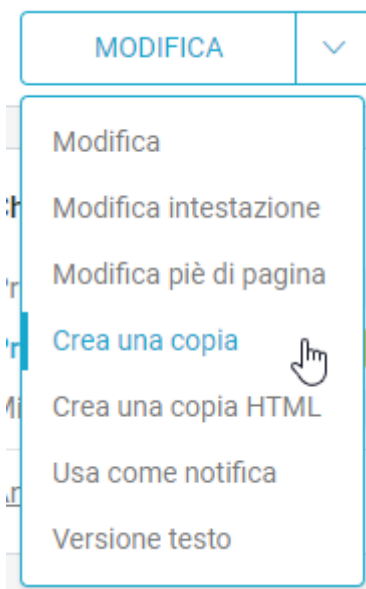 MODIFICA
Modifica
Modifica intestazione
Modifica piè di pagina
Crea una copia
Crea una copia HTML
Usa come notifica
Versione testo